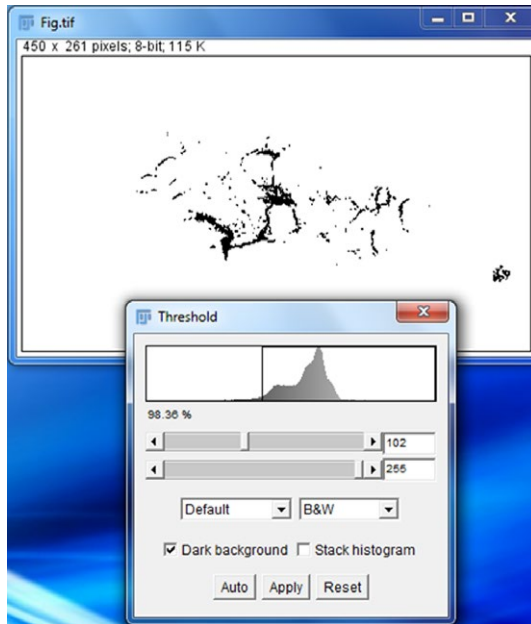 Fig.tif
450 x 261 pixels; 8-bit; 115 K
Threshold
98.36 %
102
255
Default B&W
Dark background Stack histogram
Auto Apply Reset